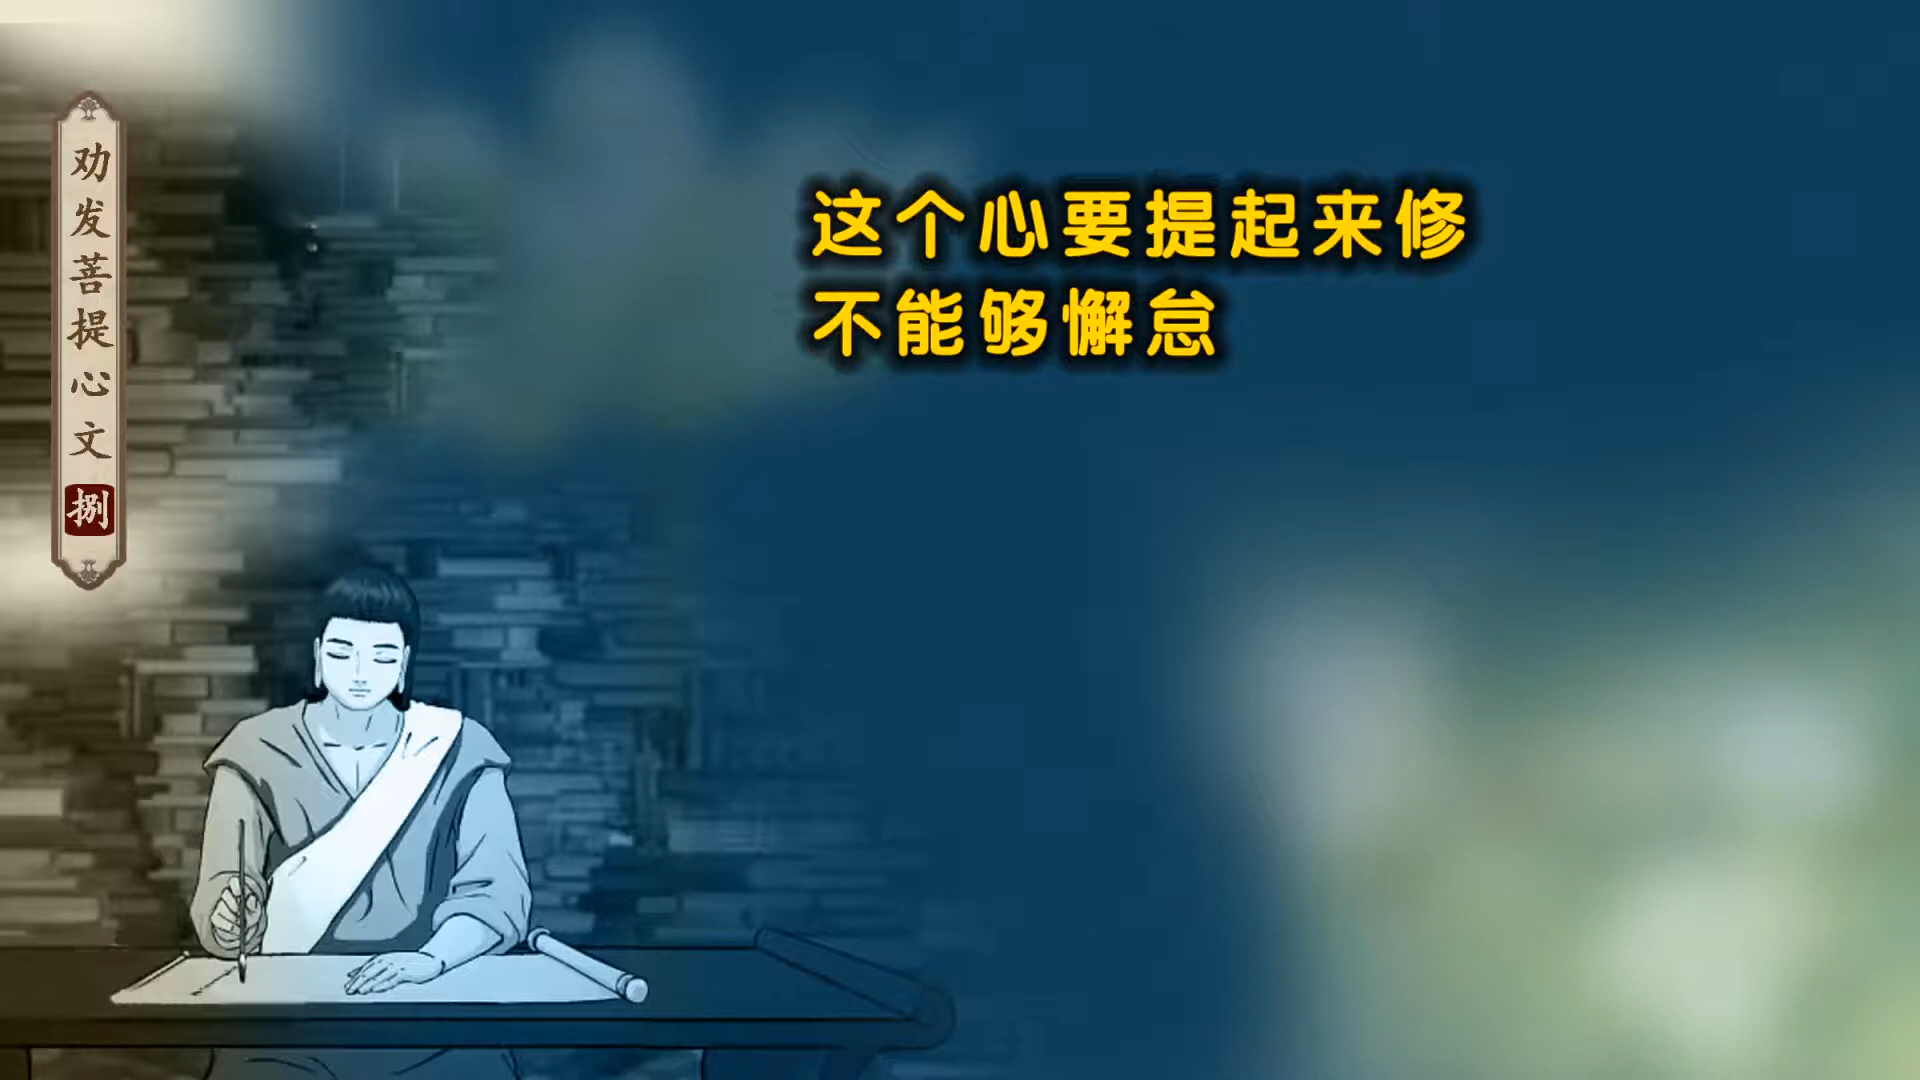 劝发菩提心文
捌
这个心要提起来修
不能够懈怠